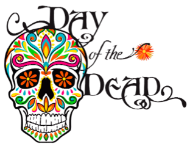 DAY
of the
DEAD